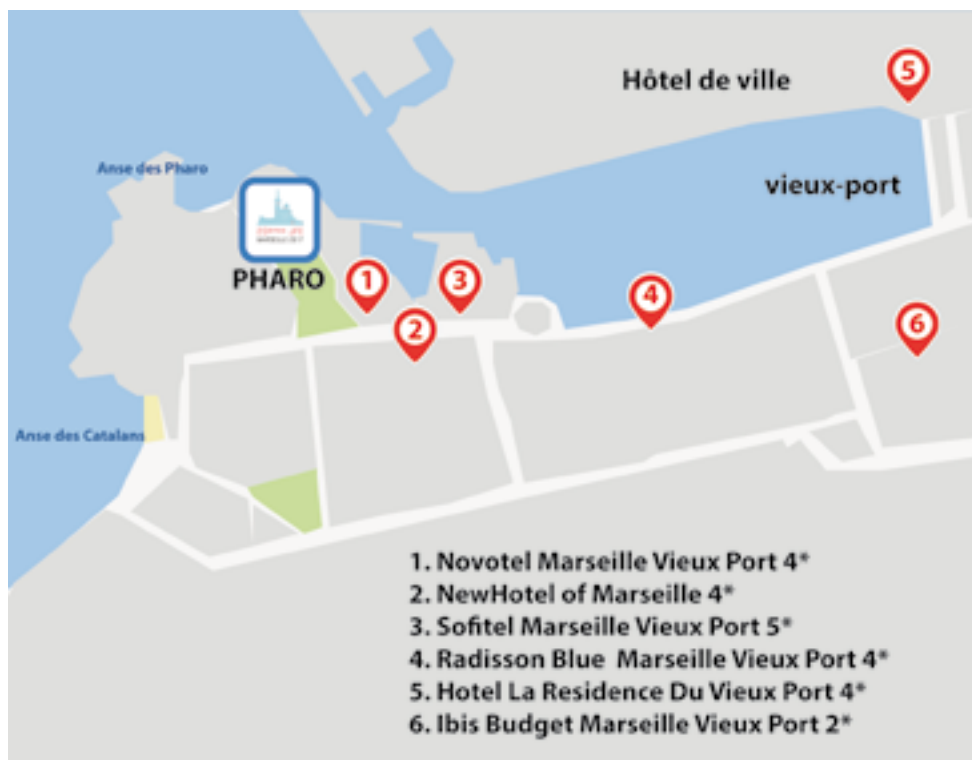 Hôtel de ville
5
Anse des Pharo
vieux-port
PHARO
1
3
4
2
6
Anse des Catalans
1. Novotel Marseille Vieux Port 4*
2. NewHotel of Marseille 4*
3. Sofitel Marseille Vieux Port 5*
4. Radisson Blue Marseille Vieux Port 4*
5. Hotel La Residence Du Vieux Port 4*
6. Ibis Budget Marseille Vieux Port 2*